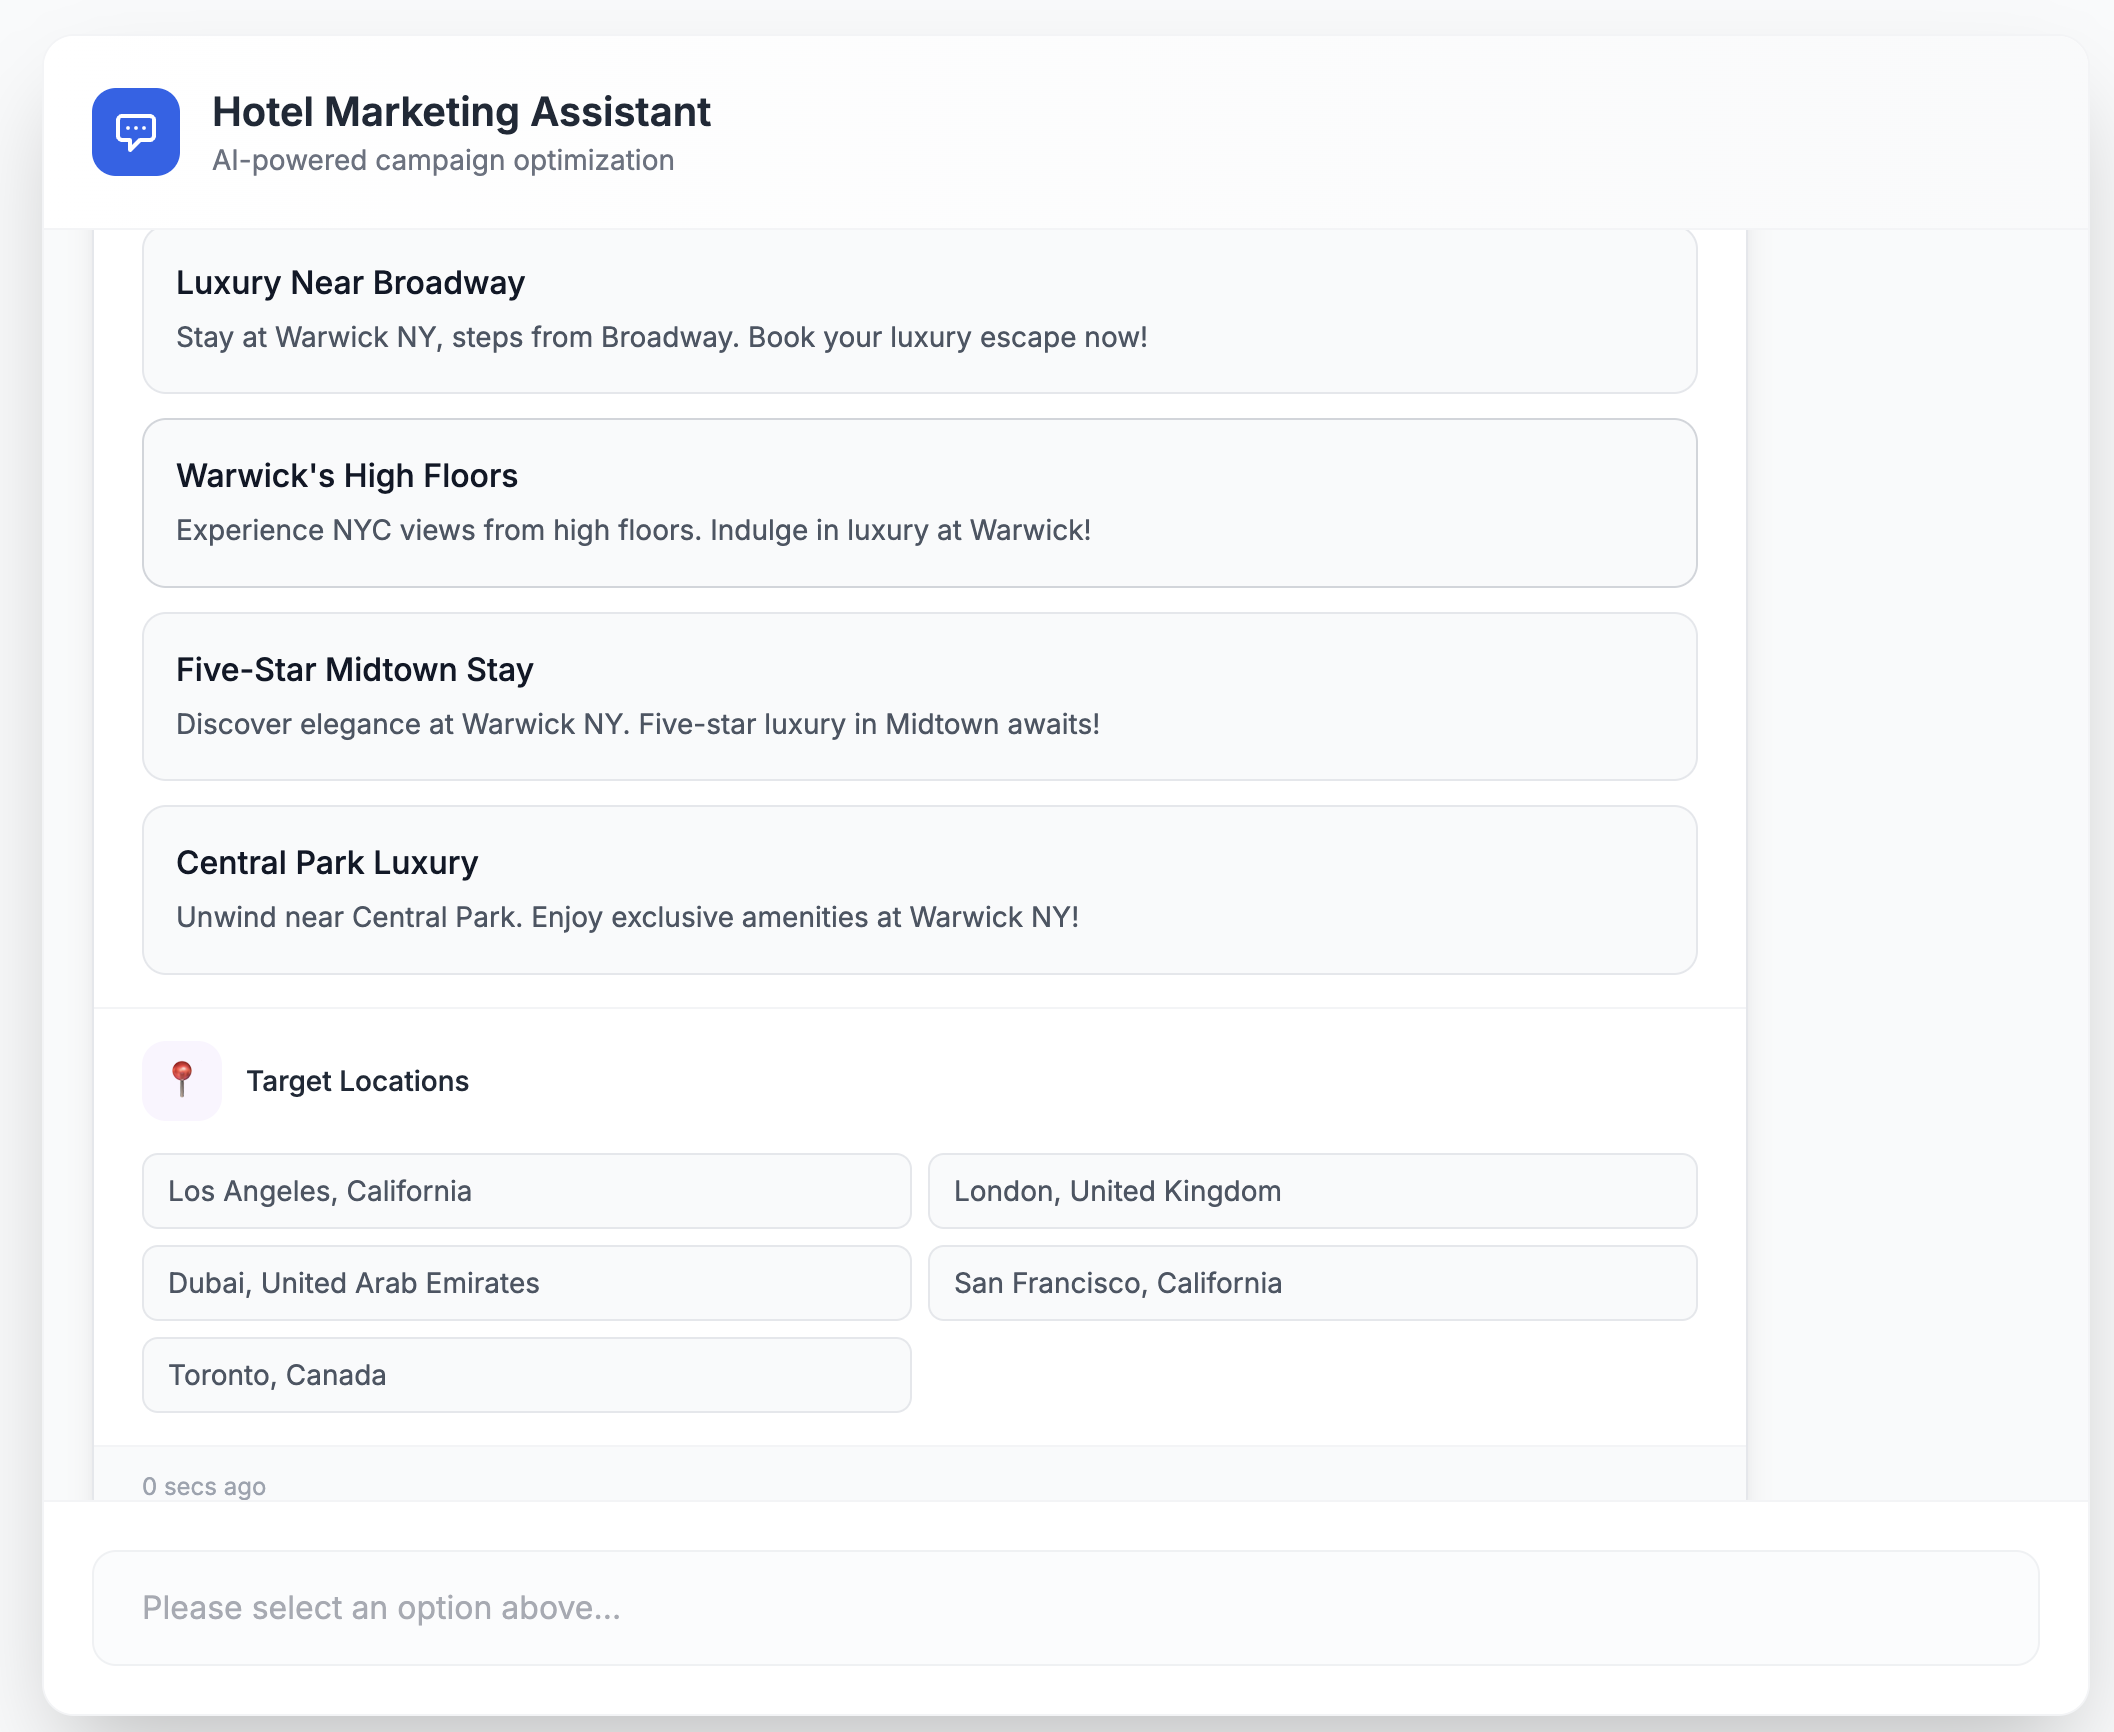 Hotel Marketing Assistant
AI-powered campaign optimization
Luxury Near Broadway
Stay at Warwick NY, steps from Broadway. Book your luxury escape now!
Warwick's High Floors
Experience NYC views from high floors. Indulge in luxury at Warwick!
Five-Star Midtown Stay
Discover elegance at Warwick NY. Five-star luxury in Midtown awaits!
Central Park Luxury
Unwind near Central Park. Enjoy exclusive amenities at Warwick NY!
Target Locations
Los Angeles, California
London, United Kingdom
Dubai, United Arab Emirates
San Francisco, California
Toronto, Canada
0 secs ago
Please select an option above...